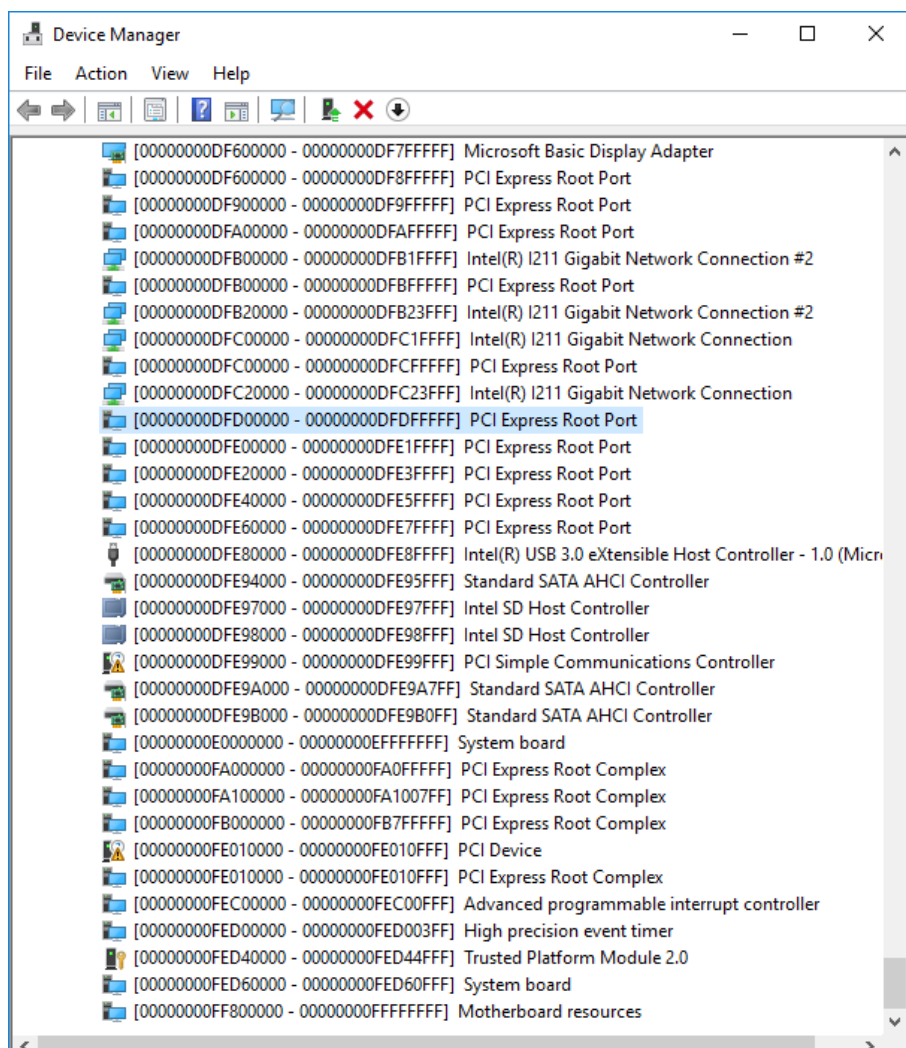 Device Manager
File Action View Help
[00000000DF600000 - 00000000DF7FFFFF] Microsoft Basic Display Adapter
[00000000DF600000 - 00000000DF8FFFFF] PCI Express Root Port
[00000000DF900000 - 00000000DF9FFFFF] PCI Express Root Port
[00000000DFA00000 - 00000000DFAFFFFF] PCI Express Root Port
[00000000DFB00000 - 00000000DFB1FFFF] Intel(R) I211 Gigabit Network Connection #2
[00000000DFB00000 - 00000000DFBFFFFF] PCI Express Root Port
[00000000DFB20000 - 00000000DFB23FFF] Intel(R) I211 Gigabit Network Connection #2
[00000000DFC00000 - 00000000DFC1FFFF] Intel(R) I211 Gigabit Network Connection
[00000000DFC00000 - 00000000DFCFFFFF] PCI Express Root Port
[00000000DFC20000 - 00000000DFC23FFF] Intel(R) I211 Gigabit Network Connection
[00000000DFD00000 - 00000000DFDFFFFF] PCI Express Root Port
[00000000DFE00000 - 00000000DFE1FFFF] PCI Express Root Port
[00000000DFE20000 - 00000000DFE3FFFF] PCI Express Root Port
[00000000DFE40000 - 00000000DFE5FFFF] PCI Express Root Port
[00000000DFE60000 - 00000000DFE7FFFF] PCI Express Root Port
[00000000DFE80000 - 00000000DFE8FFFF] Intel(R) USB 3.0 eXtensible Host Controller - 1.0 (Micr
[00000000DFE94000 - 00000000DFE95FFF] Standard SATA AHCI Controller
[00000000DFE97000 - 00000000DFE97FFF] Intel SD Host Controller
[00000000DFE98000 - 00000000DFE98FFF] Intel SD Host Controller
[00000000DFE99000 - 00000000DFE99FFF] PCI Simple Communications Controller
[00000000DFE9A000 - 00000000DFE9A7FF] Standard SATA AHCI Controller
[00000000DFE9B000 - 00000000DFE9B0FF] Standard SATA AHCI Controller
[00000000E0000000 - 00000000EFFFFFFF] System board
[00000000FA000000 - 00000000FA0FFFFF] PCI Express Root Complex
[00000000FA100000 - 00000000FA1007FF] PCI Express Root Complex
[00000000FB000000 - 00000000FB7FFFFF] PCI Express Root Complex
[00000000FE010000 - 00000000FE010FFF] PCI Device
[00000000FE010000 - 00000000FE010FFF] PCI Express Root Complex
[00000000FEC00000 - 00000000FEC00FFF] Advanced programmable interrupt controller
[00000000FED00000 - 00000000FED003FF] High precision event timer
[00000000FED40000 - 00000000FED44FFF] Trusted Platform Module 2.0
[00000000FED60000 - 00000000FED60FFF] System board
[00000000FF800000 - 00000000FFFFFFFF] Motherboard resources